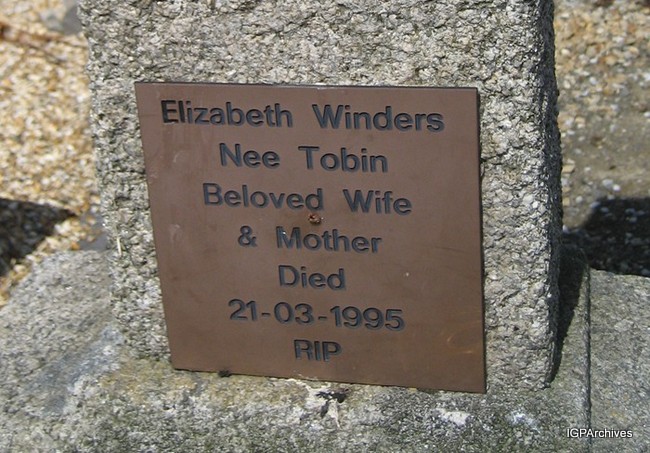 Elizabeth Winders
Nee Tobin
Beloved Wife
& Mother
Died
21-03-1995
RIP
IGPArchives